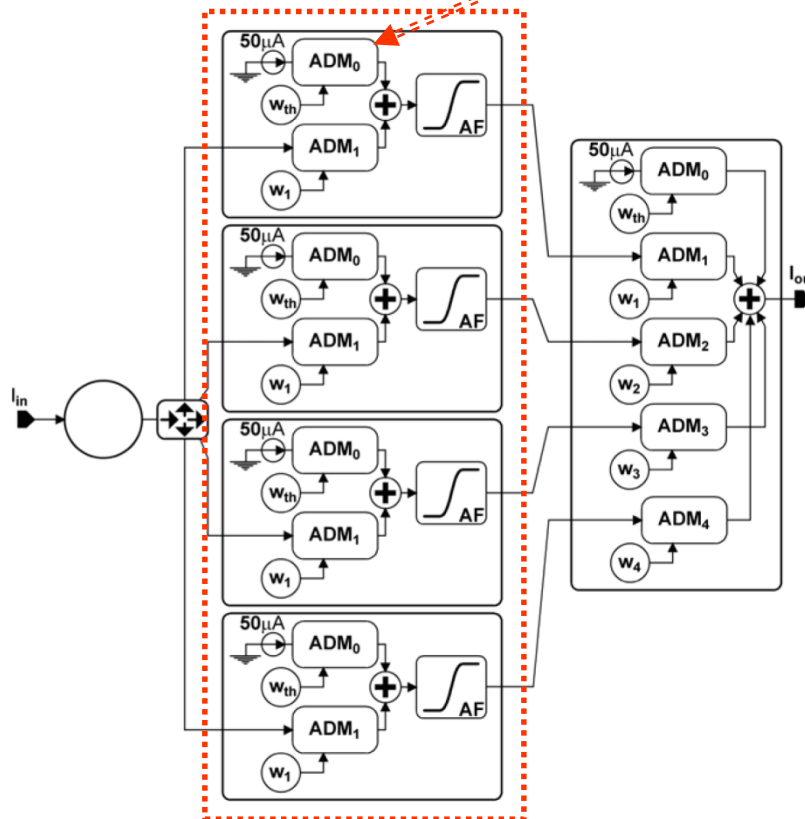 50μA
ADM0
wth
ADM1
w1
AF
50μA
ADM0
wth
ADM1
w1
AF
50μA
ADM0
wth
ADM1
w1
AF
50μA
ADM0
wth
ADM1
w1
AF
Iin
50μA
ADM0
wth
ADM1
w1
ADM2
w2
ADM3
w3
ADM4
w4